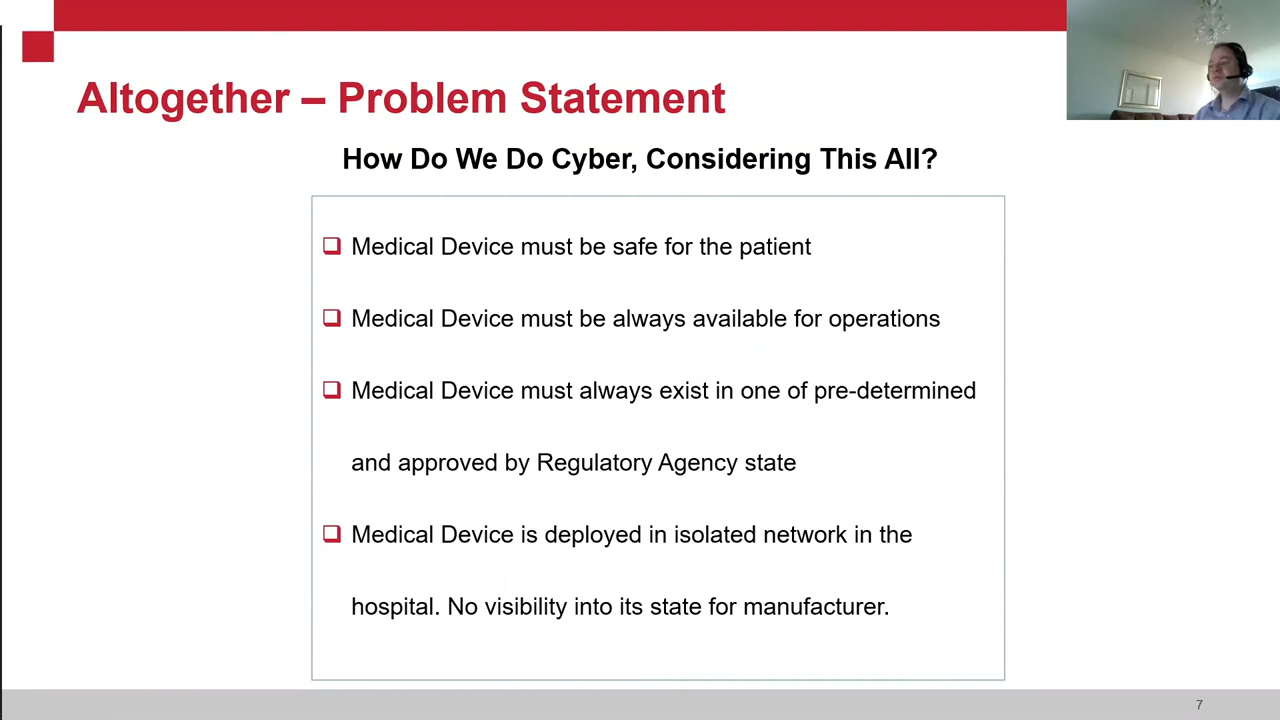 Altogether – Problem Statement
How Do We Do Cyber, Considering This All?
❑ Medical Device must be safe for the patient
❑ Medical Device must be always available for operations
❑ Medical Device must always exist in one of pre-determined
and approved by Regulatory Agency state
❑ Medical Device is deployed in isolated network in the
hospital. No visibility into its state for manufacturer.
7